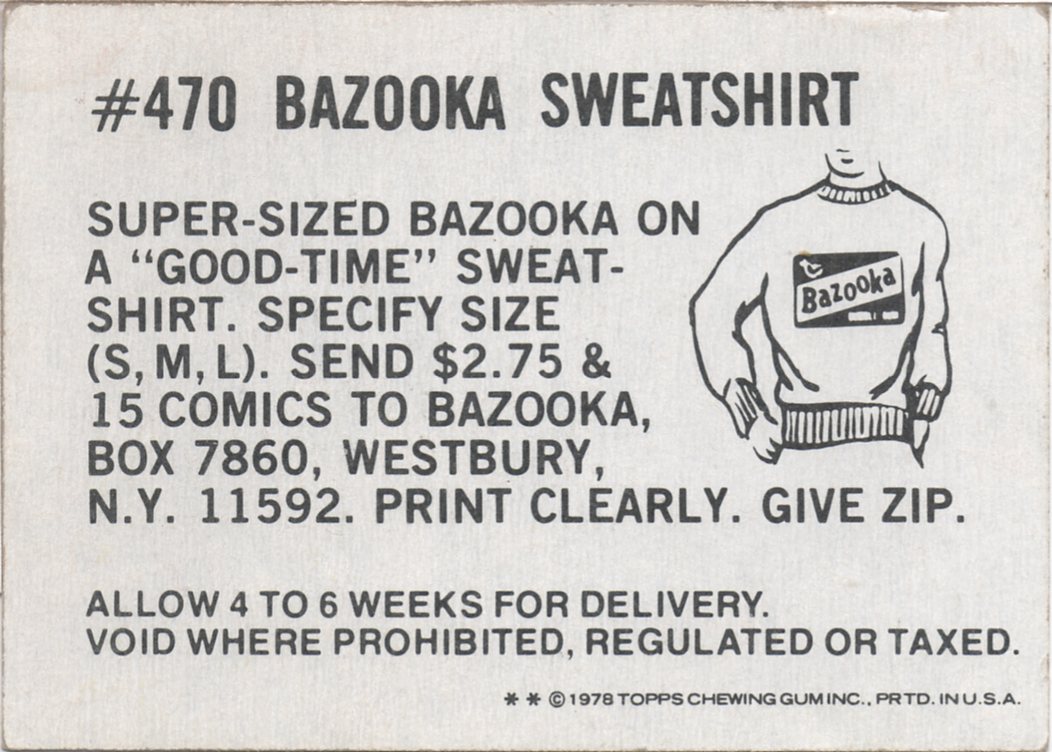 #470 BAZOOKA SWEATSHIRT
SUPER-SIZED BAZOOKA ON
A “GOOD-TIME” SWEAT-
SHIRT. SPECIFY SIZE
(S, M, L). SEND $2.75 &
15 COMICS TO BAZOOKA,
BOX 7860, WESTBURY,
N.Y. 11592. PRINT CLEARLY. GIVE ZIP.
Bazooka
ALLOW 4 TO 6 WEEKS FOR DELIVERY.
VOID WHERE PROHIBITED, REGULATED OR TAXED.
* * © 1978 TOPPS CHEWING GUM INC., PRTD. IN U.S.A.